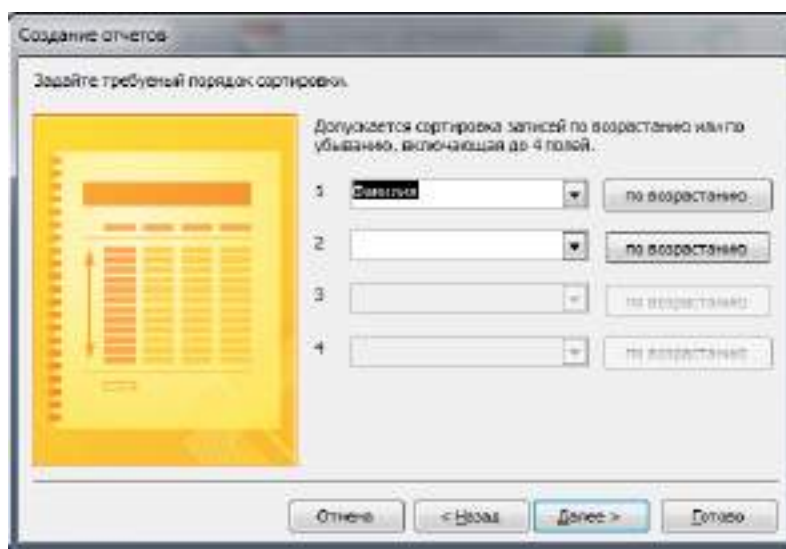 Создание отчетов
Задайте требуемый порядок сортировки.
Допускается сортировка записей по возрастанию или по
убыванию, включающая до 4 полей.
1 Фамилия по возрастанию
2 по возрастанию
3 по возрастанию
4 по возрастанию
Отмена < Назад Далее > Готово